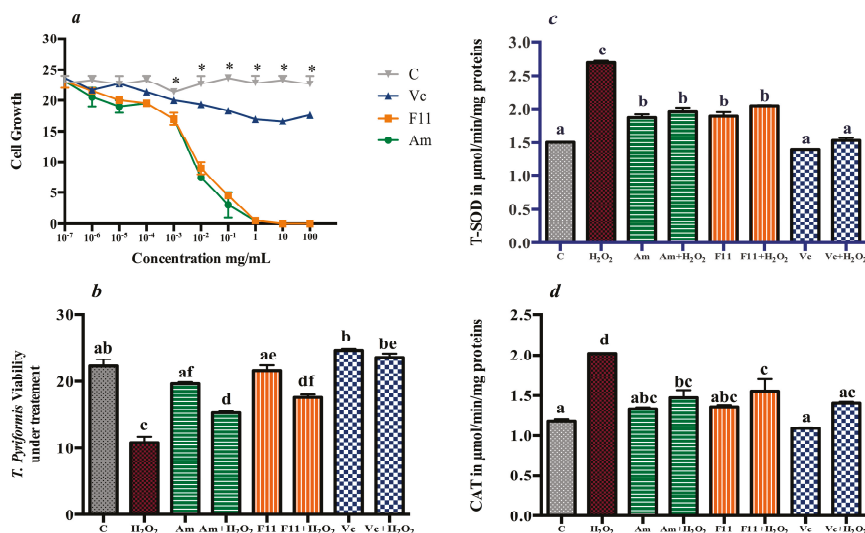 a
30
25
20
15
10
5
0
Cell Growth
* * * * * *
C
Vc
F11
Am
10-7 10-6 10-5 10-4 10-3 10-2 10-1 1 10 100
Concentration mg/mL
b
30
20
10
0
T. Pyriformis Viability
under treatement
ab c af d ae df b be
C H2O2 Am Am+H2O2 F11 F11+H2O2 Vc Vc+H2O2
c
3.0
2.5
2.0
1.5
1.0
0.5
0.0
T-SOD in µmol/min/mg proteins
a c b b b b a a
C H2O2 Am Am+H2O2 F11 F11+H2O2 Vc Vc+H2O2
d
2.5
2.0
1.5
1.0
0.5
0.0
CAT in µmol/min/mg proteins
a d abc bc abc c a ac
C H2O2 Am Am+H2O2 F11 F11+H2O2 Vc Vc+H2O2